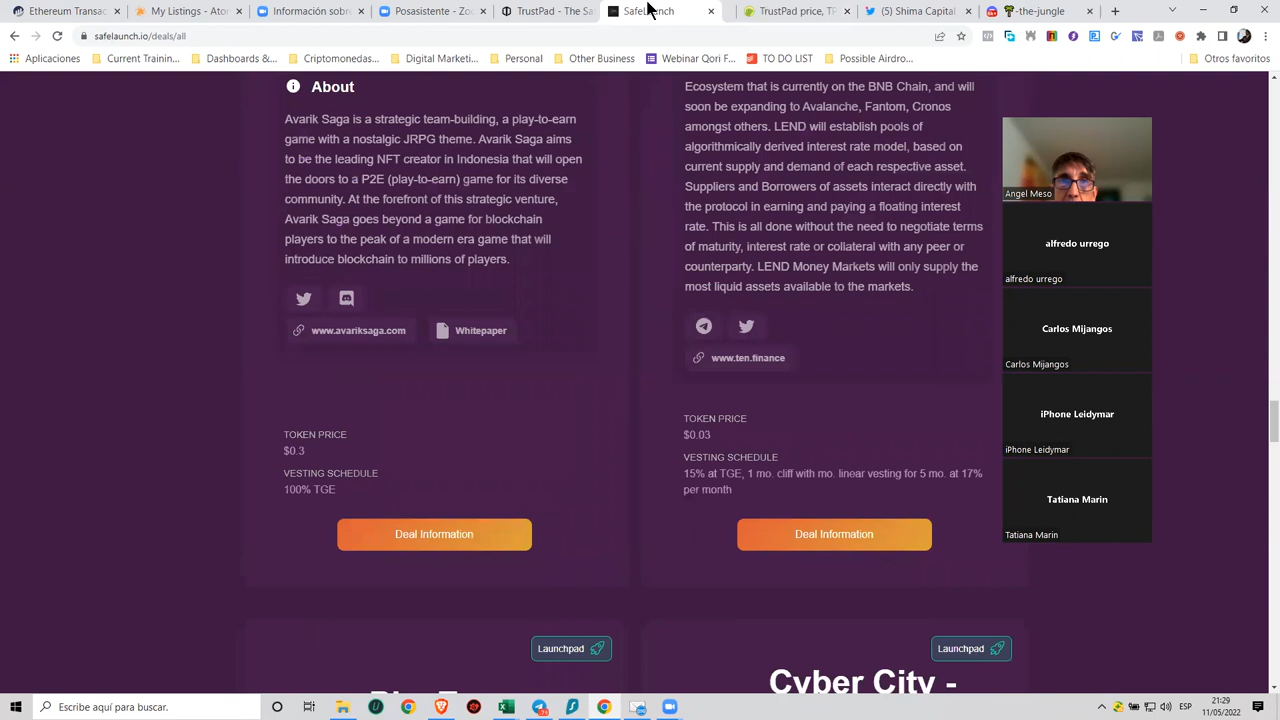 Ethereum Transac
My Listings - Aton
Información sobre
Posasistente - Zoo
TrustPad - The Sa
SafeLaunch
TrustPad price, TP
(5) Shima Capital
-the-jungle
safelaunch.io/deals/all
Aplicaciones
Current Trainin...
Dashboards &...
Criptomonedas...
Digital Marketi...
Personal
Other Business
Webinar Qori F...
TO DO LIST
Possible Airdro...
Otros favoritos
About
Avarik Saga is a strategic team-building, a play-to-earn
game with a nostalgic JRPG theme. Avarik Saga aims
to be the leading NFT creator in Indonesia that will open
the doors to a P2E (play-to-earn) game for its diverse
community. At the forefront of this strategic venture,
Avarik Saga goes beyond a game for blockchain
players to the peak of a modern era game that will
introduce blockchain to millions of players.
www.avariksaga.com
Whitepaper
TOKEN PRICE
$0.3
VESTING SCHEDULE
100% TGE
Deal Information
Ecosystem that is currently on the BNB Chain, and will
soon be expanding to Avalanche, Fantom, Cronos
amongst others. LEND will establish pools of
algorithmically derived interest rate model, based on
current supply and demand of each respective asset.
Suppliers and Borrowers of assets interact directly with
the protocol in earning and paying a floating interest
rate. This is all done without the need to negotiate terms
of maturity, interest rate or collateral with any peer or
counterparty. LEND Money Markets will only supply the
most liquid assets available to the markets.
www.ten.finance
TOKEN PRICE
$0.03
VESTING SCHEDULE
15% at TGE, 1 mo. cliff with mo. linear vesting for 5 mo. at 17%
per month
Deal Information
Launchpad
Launchpad
Cyber City -
Angel Meso
alfredo urrego
alfredo urrego
Carlos Mijangos
Carlos Mijangos
iPhone Leidymar
iPhone Leidymar
Tatiana Marin
Tatiana Marin
Escribe aquí para buscar.
ESP
21:29
11/05/2022